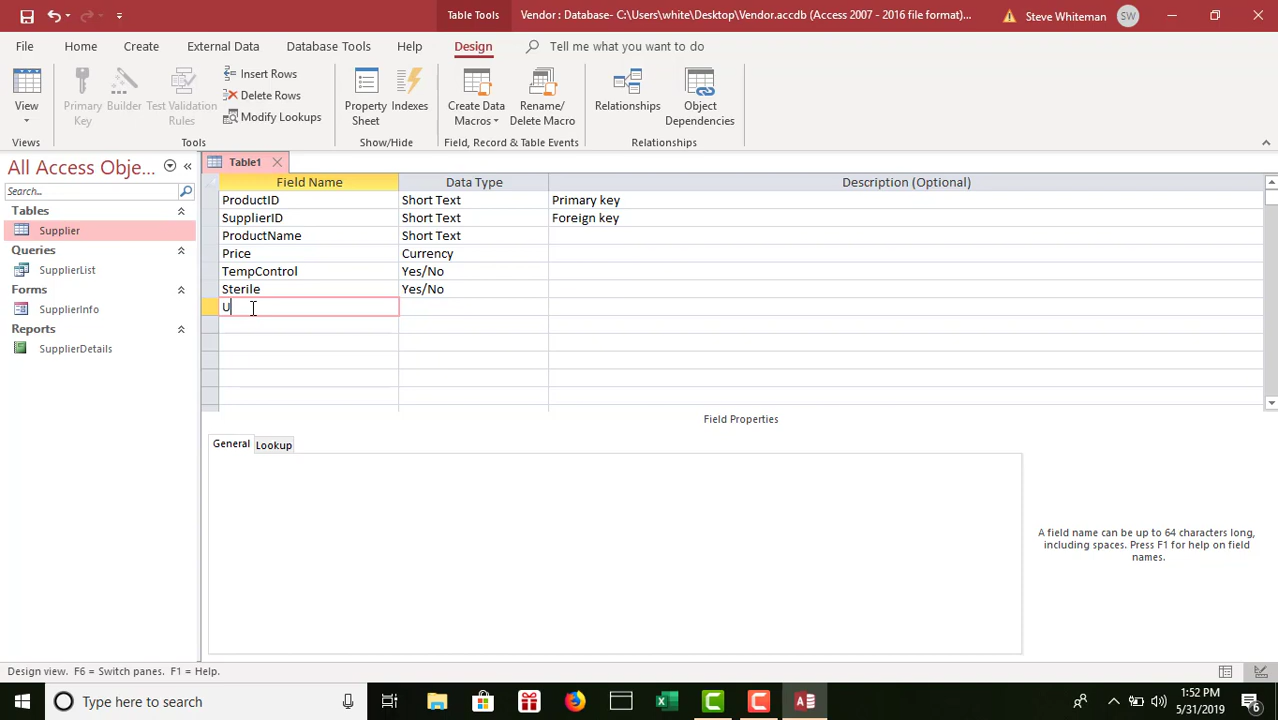 Table Tools
Vendor : Database- C:\Users\white\Desktop\Vendor.accdb (Access 2007 - 2016 file format)...
Steve Whiteman
SW
File
Home
Create
External Data
Database Tools
Help
Design
Tell me what you want to do
View
Primary Key
Builder
Test Validation Rules
Insert Rows
Delete Rows
Modify Lookups
Property Sheet
Indexes
Create Data Macros
Rename/ Delete Macro
Relationships
Object Dependencies
Views
Tools
Show/Hide
Field, Record & Table Events
Relationships
All Access Obje...
Search...
Tables
Supplier
Queries
SupplierList
Forms
SupplierInfo
Reports
SupplierDetails
Table1
Field Name
Data Type
Description (Optional)
ProductID Short Text Primary key
SupplierID Short Text Foreign key
ProductName Short Text
Price Currency
TempControl Yes/No
Sterile Yes/No
U
Field Properties
General
Lookup
A field name can be up to 64 characters long,
including spaces. Press F1 for help on field
names.
Design view. F6 = Switch panes. F1 = Help.
Type here to search
1:52 PM
5/31/2019
6